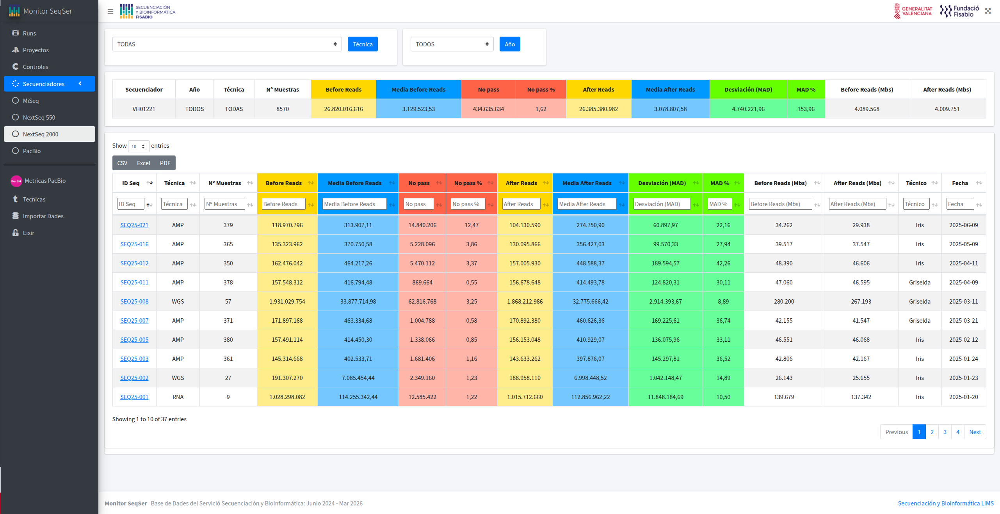 Monitor SeqSer
SECUENCIACIÓN
Y BIOINFORMÁTICA
FISABIO
GENERALITAT
VALENCIANA
Fundació
Fisabio
Runs
Proyectos
Controles
Secuenciadores
MiSeq
NextSeq 550
NextSeq 2000
PacBio
PacBio Metricas PacBio
Tecnicas
Importar Dades
Eixir
TODAS Técnica TODOS Año
Secuenciador Año Técnica Nº Muestras Before Reads Media Before Reads No pass No pass % After Reads Media After Reads Desviación (MAD) MAD % Before Reads (Mbs) After Reads (Mbs)
VH01221 TODOS TODAS 8570 26.820.016.616 3.129.523,53 434.635.634 1,62 26.385.380.982 3.078.807,58 4.740.221,96 153,96 4.089.568 4.009.751
Show 10 entries
CSV Excel PDF
ID Seq Técnica Nº Muestras Before Reads Media Before Reads No pass No pass % After Reads Media After Reads Desviación (MAD) MAD % Before Reads (Mbs) After Reads (Mbs) Técnico Fecha
ID Seq Técnica Nº Muestras Before Reads Media Before Reads No pass No pass % After Reads Media After Reads Desviación (MAD) MAD % Before Reads (Mbs) After Reads (Mbs) Técnico Fecha
SEQ25-021 AMP 379 118.970.796 313.907,11 14.840.206 12,47 104.130.590 274.750,90 60.897,97 22,16 34.262 29.938 Iris 2025-06-09
SEQ25-016 AMP 365 135.323.962 370.750,58 5.228.096 3,86 130.095.866 356.427,03 99.570,33 27,94 39.517 37.547 Iris 2025-05-09
SEQ25-012 AMP 350 162.476.042 464.217,26 5.470.112 3,37 157.005.930 448.588,37 189.594,57 42,26 48.390 46.606 Iris 2025-04-11
SEQ25-011 AMP 378 157.548.312 416.794,48 869.664 0,55 156.678.648 414.493,78 124.820,31 30,11 47.060 46.595 Griselda 2025-04-09
SEQ25-008 WGS 57 1.931.029.754 33.877.714,98 62.816.768 3,25 1.868.212.986 32.775.666,42 2.914.393,67 8,89 280.200 267.193 Griselda 2025-03-11
SEQ25-007 AMP 371 171.897.168 463.334,68 1.004.788 0,58 170.892.380 460.626,36 169.225,61 36,74 42.155 41.547 Griselda 2025-03-21
SEQ25-005 AMP 380 157.491.114 414.450,30 1.338.066 0,85 156.153.048 410.929,07 136.075,96 33,11 46.551 46.068 Iris 2025-02-12
SEQ25-003 AMP 361 145.314.668 402.533,71 1.681.406 1,16 143.633.262 397.876,07 145.297,81 36,52 42.806 42.167 Iris 2025-01-24
SEQ25-002 WGS 27 191.307.270 7.085.454,44 2.349.160 1,23 188.958.110 6.998.448,52 1.042.148,47 14,89 26.143 25.655 Iris 2025-01-23
SEQ25-001 RNA 9 1.028.298.082 114.255.342,44 12.585.422 1,22 1.015.712.660 112.856.962,22 11.848.184,69 10,50 139.679 137.342 Iris 2025-01-20
Showing 1 to 10 of 37 entries
Previous 1 2 3 4 Next
Monitor SeqSer Base de Dades del Servició Secuenciación y Bioinformática: Junio 2024 - Mar 2026
Secuenciación y Bioinformática LIMS